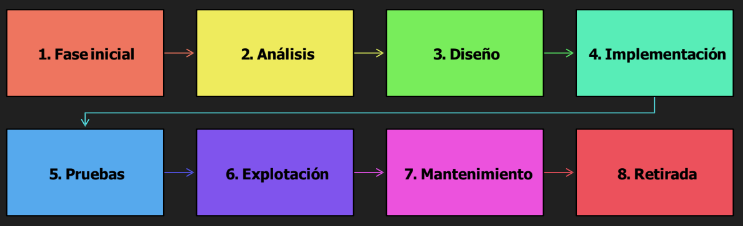 1. Fase inicial
2. Análisis
3. Diseño
4. Implementación
5. Pruebas
6. Explotación
7. Mantenimiento
8. Retirada